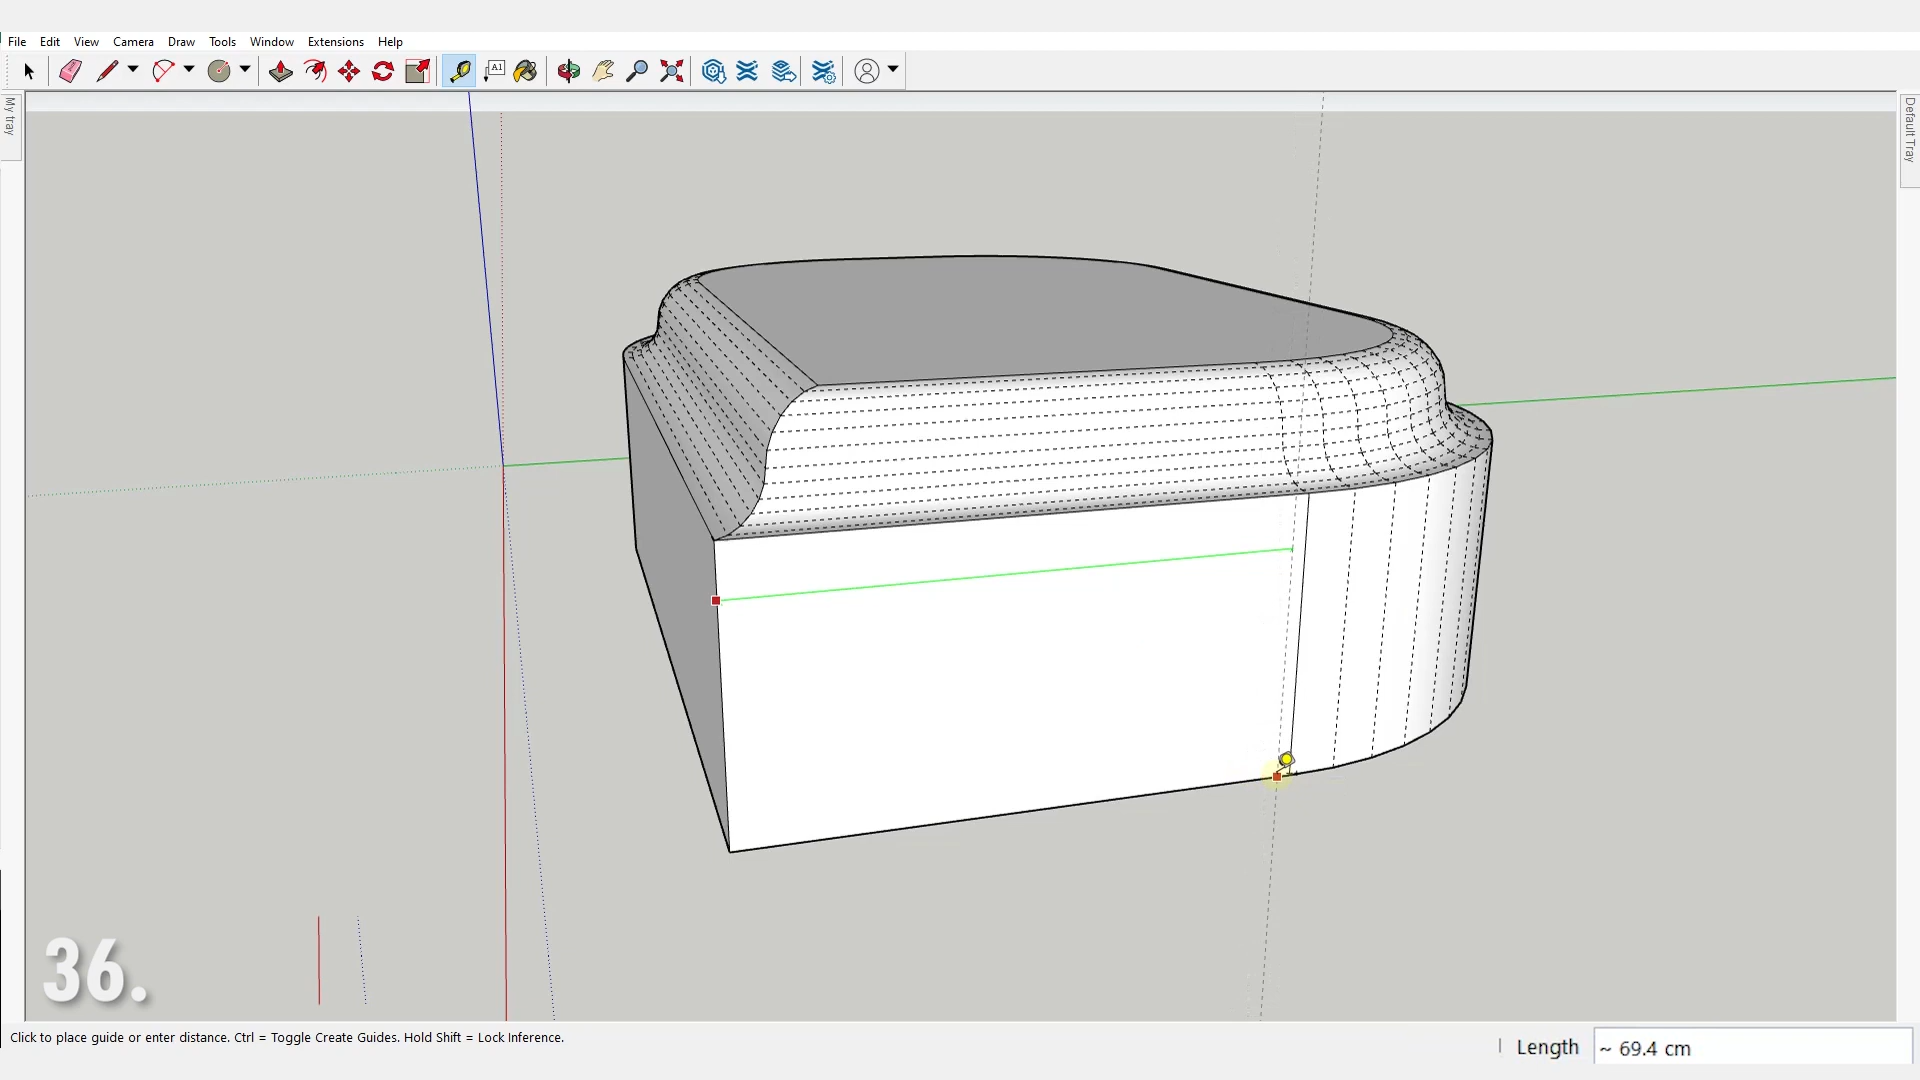 File Edit View Camera Draw Tools Window Extensions Help
A1
My tray
Default Tray
36.
Click to place guide or enter distance. Ctrl = Toggle Create Guides. Hold Shift = Lock Inference.
Length ~ 69.4 cm